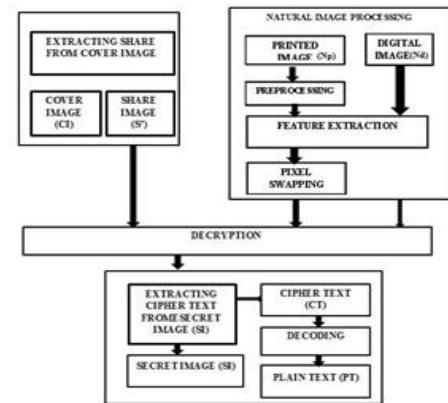 EXTRACTING SHARE
FROM COVER IMAGE
COVER
IMAGE
(CI)
SHARE
IMAGE
(S')
NATURAL IMAGE PROCESSING
PRINTED
IMAGE (Np)
DIGITAL
IMAGE(Nd)
PREPROCESSING
FEATURE EXTRACTION
PIXEL
SWAPPING
DECRYPTION
EXTRACTING
CIPHER TEXT
FROMESECRET
IMAGE (SI)
CIPHER TEXT
(CT)
DECODING
SECRET IMAGE (SI)
PLAIN TEXT (PT)